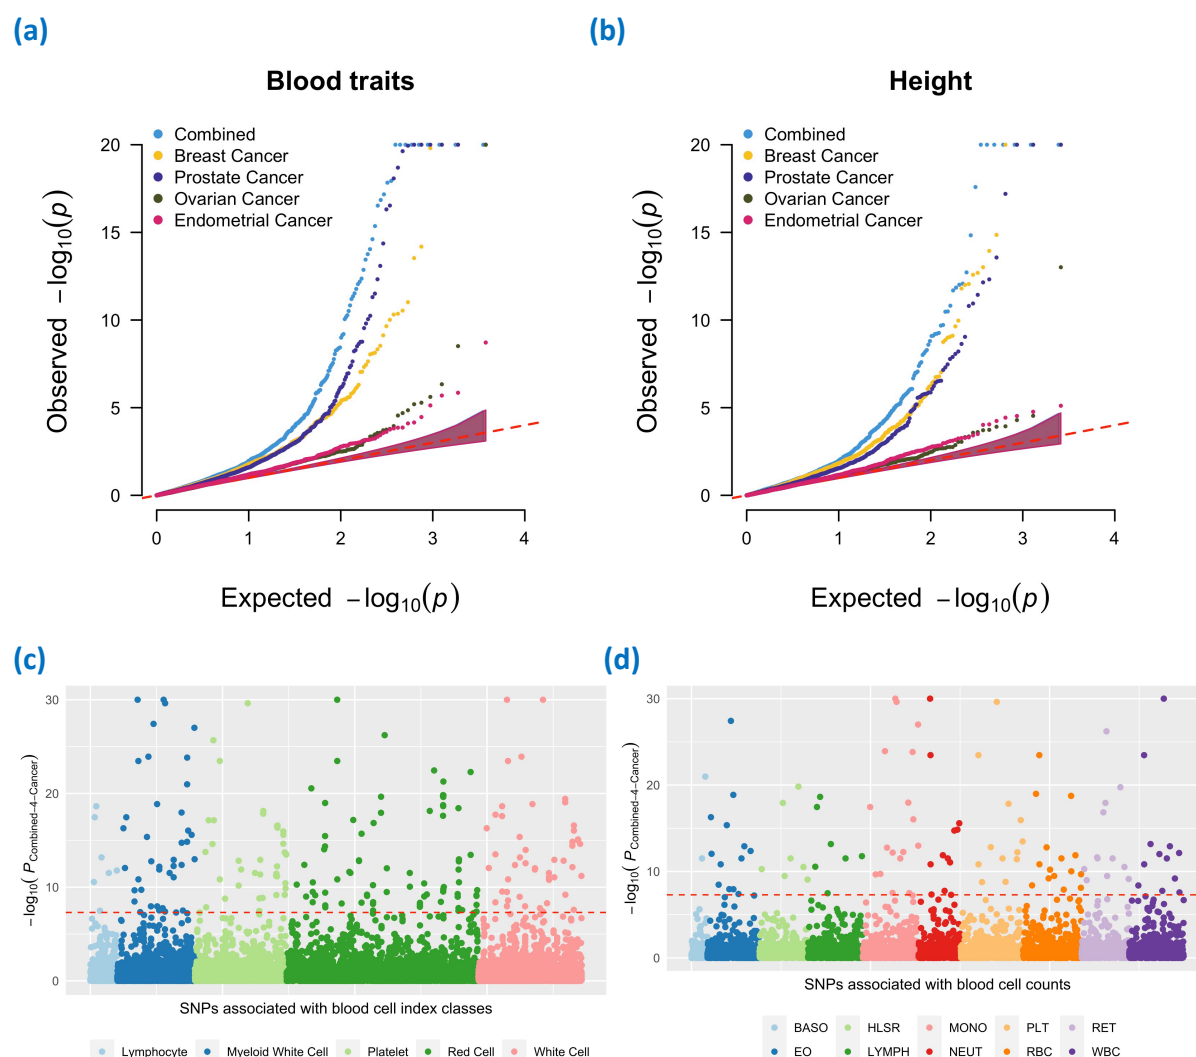 (a)
(b)
Blood traits
Height
Combined
Breast Cancer
Prostate Cancer
Ovarian Cancer
Endometrial Cancer
Observed −log10(p)
20
15
10
5
0
0 1 2 3 4
Expected −log10(p)
Combined
Breast Cancer
Prostate Cancer
Ovarian Cancer
Endometrial Cancer
Observed −log10(p)
20
15
10
5
0
0 1 2 3 4
Expected −log10(p)
(c)
(d)
−log10( PCombined−4−Cancer)
30
20
10
0
SNPs associated with blood cell index classes
Lymphocyte Myeloid White Cell Platelet Red Cell White Cell
−log10( PCombined−4−Cancer)
30
20
10
0
SNPs associated with blood cell counts
BASO HLSR MONO PLT RET
EO LYMPH NEUT RBC WBC